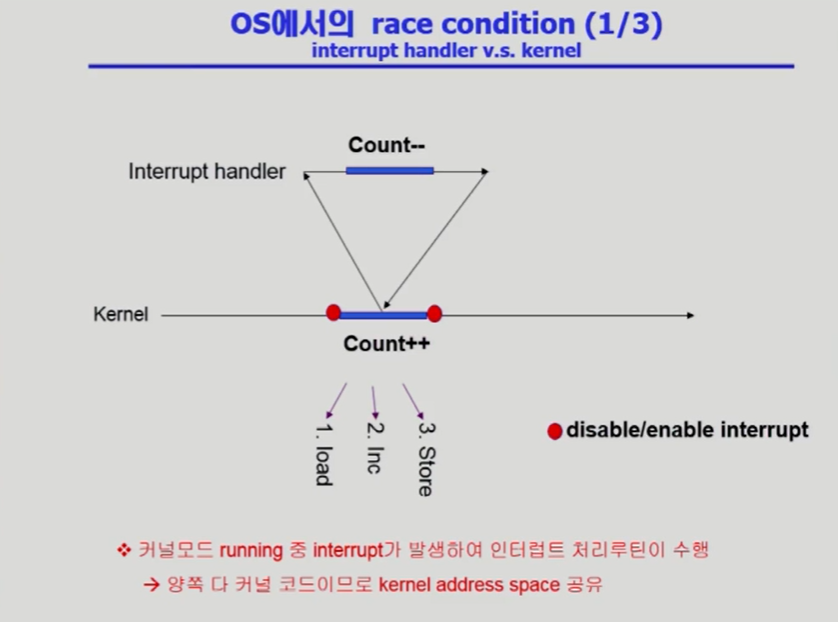 OS에서의 race condition (1/3)
interrupt handler v.s. kernel
Count--
Interrupt handler
Kernel
Count++
1. load
2. Inc
3. Store
disable/enable interrupt
❖ 커널모드 running 중 interrupt가 발생하여 인터럽트 처리루틴이 수행
→ 양쪽 다 커널 코드이므로 kernel address space 공유